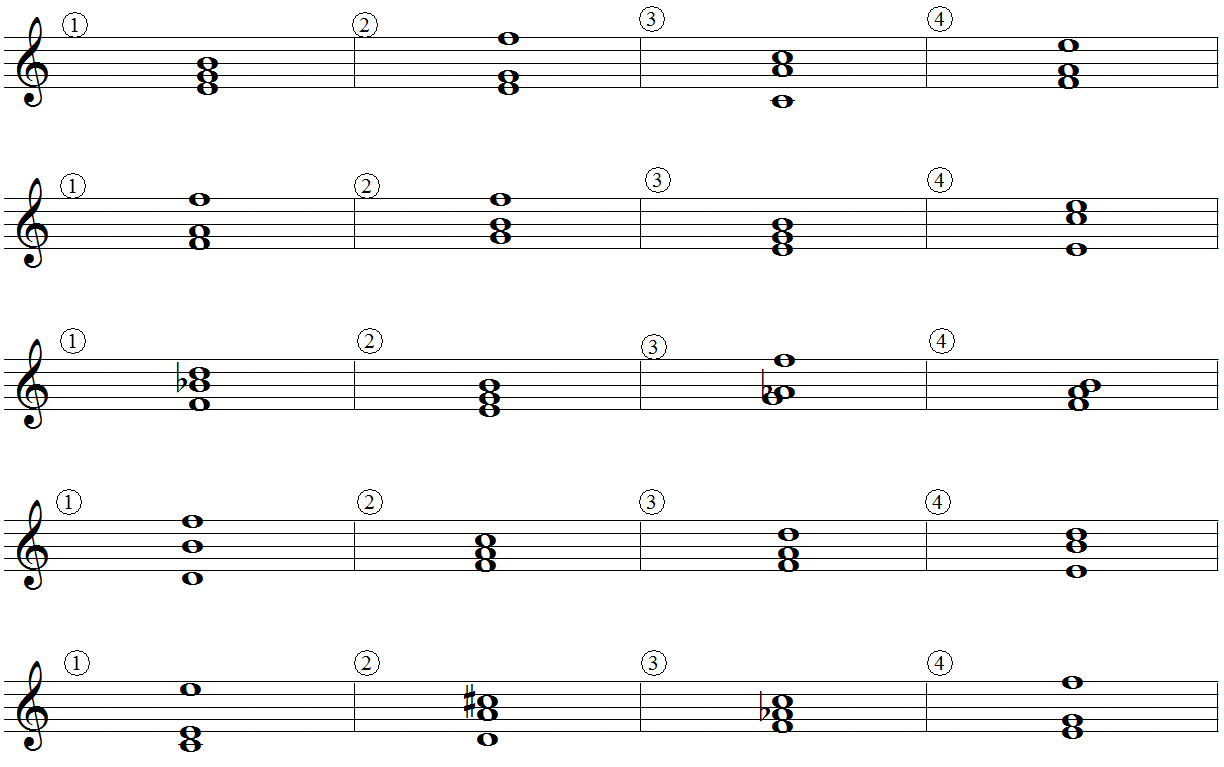 ① ② ③ ④
① ② ③ ④
① ② ③ ④
① ② ③ ④
① ② ③ ④